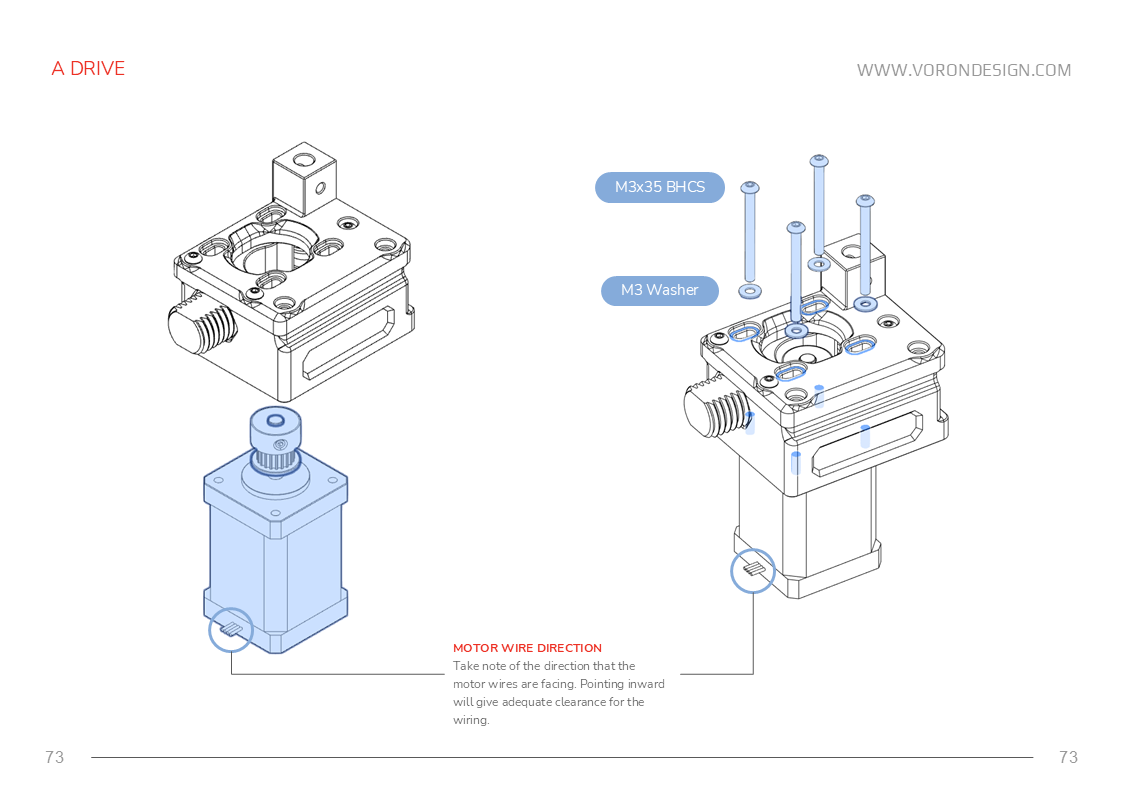 A DRIVE
WWW.VORONDESIGN.COM
M3x35 BHCS
M3 Washer
MOTOR WIRE DIRECTION
Take note of the direction that the
motor wires are facing. Pointing inward
will give adequate clearance for the
wiring.
73
73